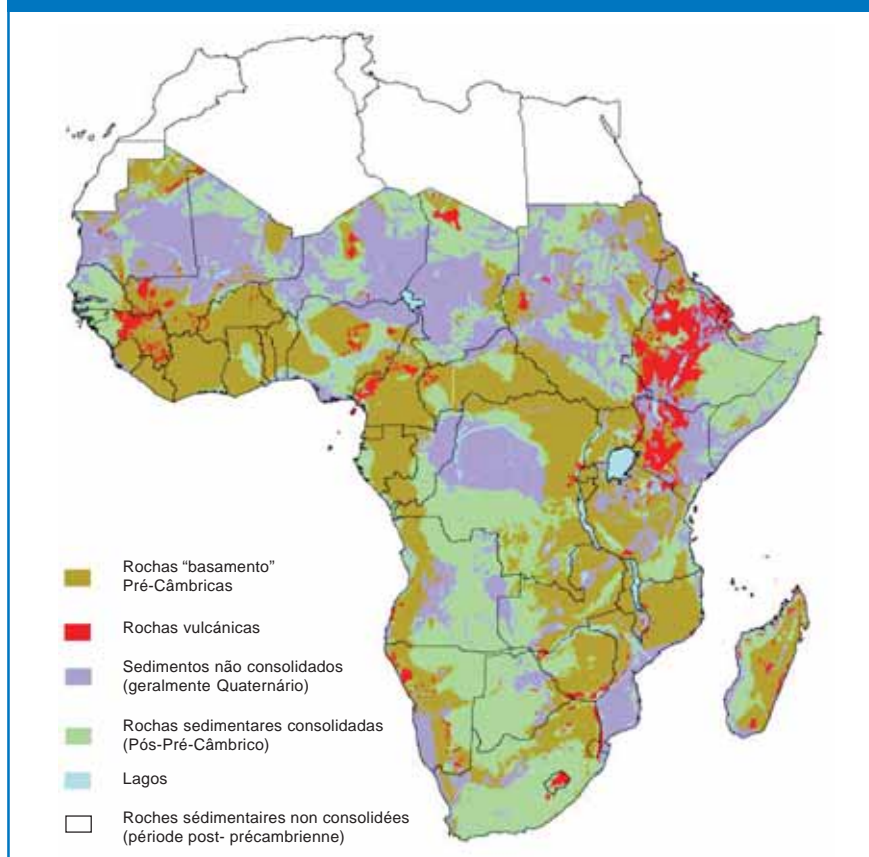 Rochas “basamento”
Pré-Câmbricas
Rochas vulcánicas
Sedimentos não consolidados
(geralmente Quaternário)
Rochas sedimentares consolidadas
(Pós-Pré-Câmbrico)
Lagos
Roches sédimentaires non consolidées
(période post- précambrienne)